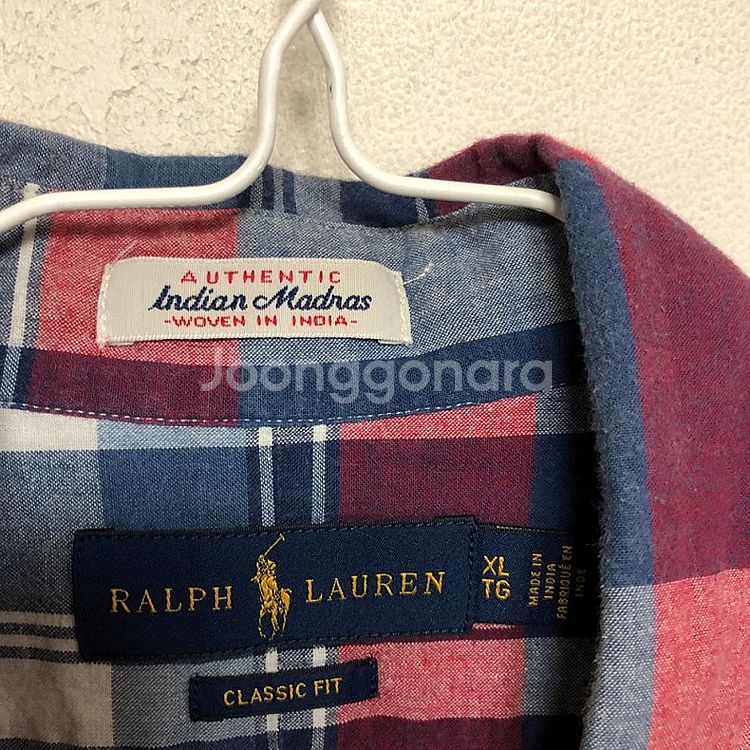 AUTHENTIC
Indian Madras
-WOVEN IN INDIA-
Joonggonara
RALPH LAUREN
XL
TG
MADE IN
INDIA
FABRIQUÉ EN
INDE
CLASSIC FIT